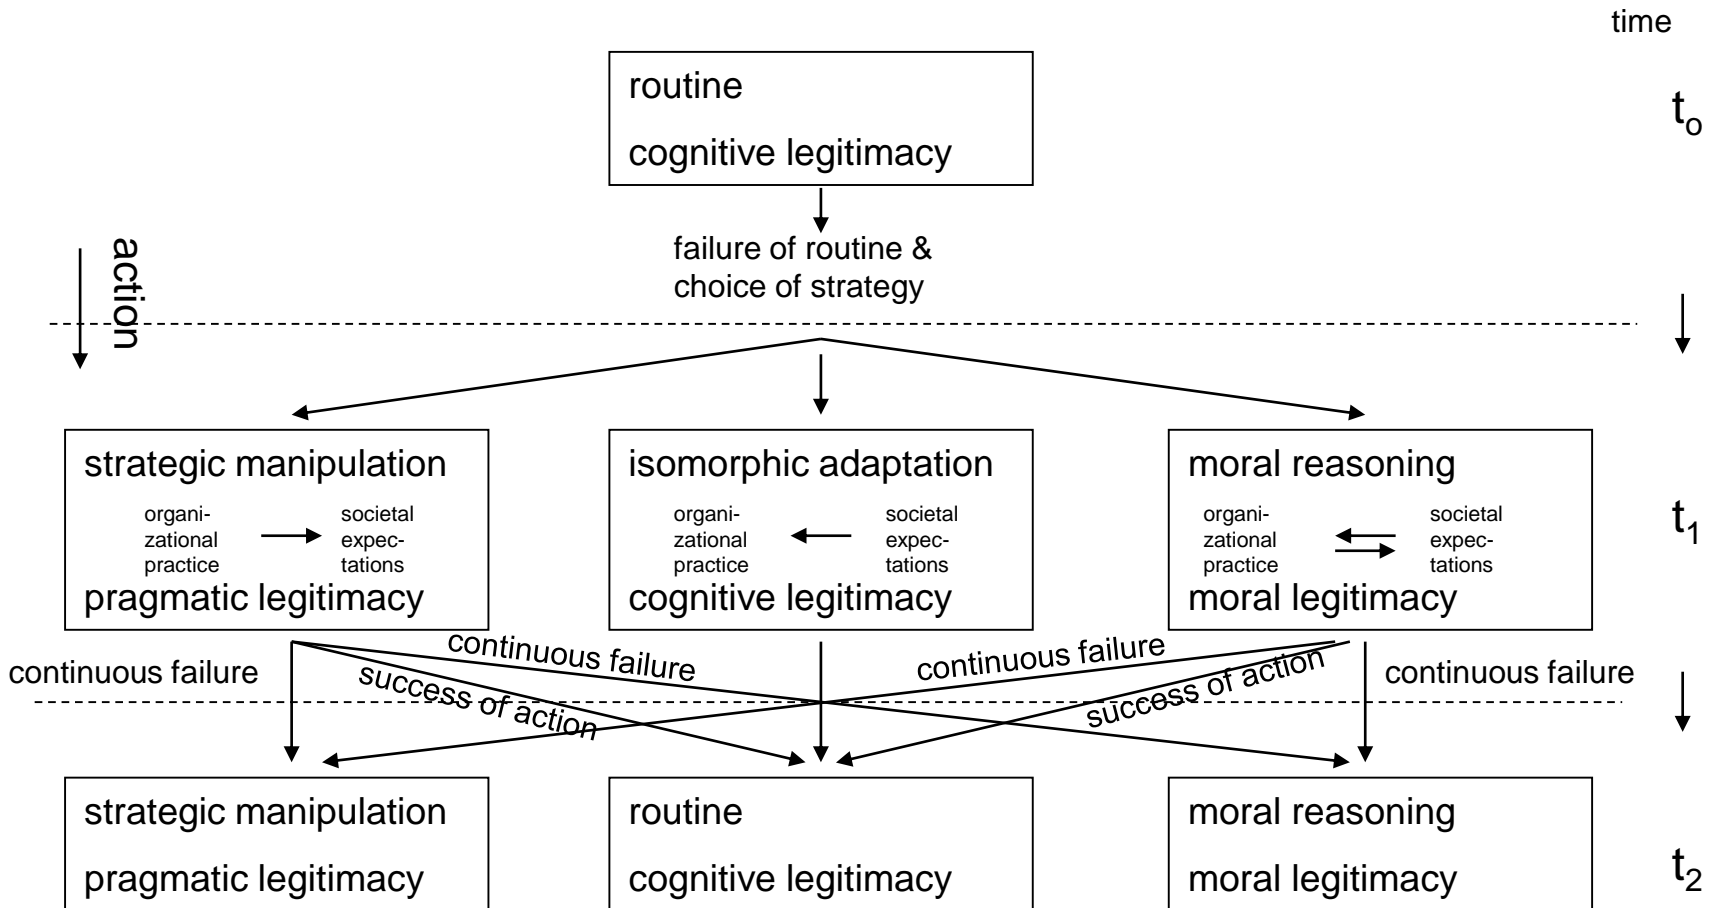 time
routine
t₀
cognitive legitimacy
action
failure of routine &
choice of strategy
strategic manipulation
organi-
zational
practice
societal
expec-
tations
pragmatic legitimacy
isomorphic adaptation
organi-
zational
practice
societal
expec-
tations
cognitive legitimacy
moral reasoning
organi-
zational
practice
societal
expec-
tations
moral legitimacy
t₁
continuous failure
continuous failure
success of action
continuous failure
success of action
continuous failure
strategic manipulation
pragmatic legitimacy
routine
cognitive legitimacy
moral reasoning
moral legitimacy
t₂